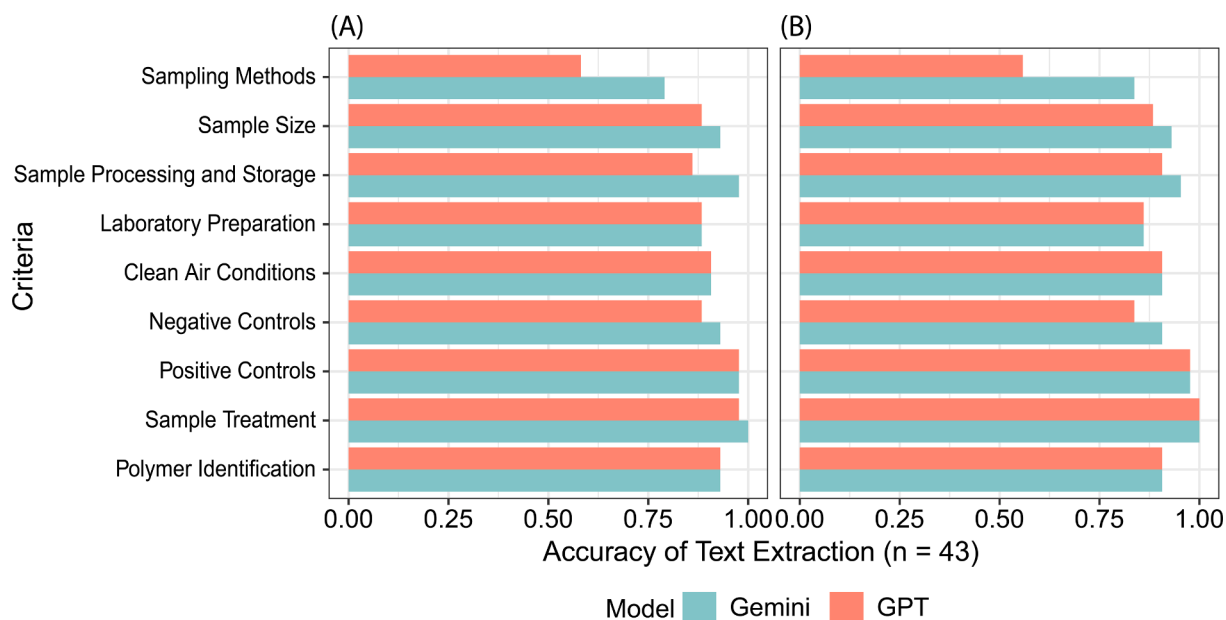 (A)
(B)
Criteria
Sampling Methods
Sample Size
Sample Processing and Storage
Laboratory Preparation
Clean Air Conditions
Negative Controls
Positive Controls
Sample Treatment
Polymer Identification
0.00 0.25 0.50 0.75 1.00 0.00 0.25 0.50 0.75 1.00
Accuracy of Text Extraction (n = 43)
Model Gemini GPT